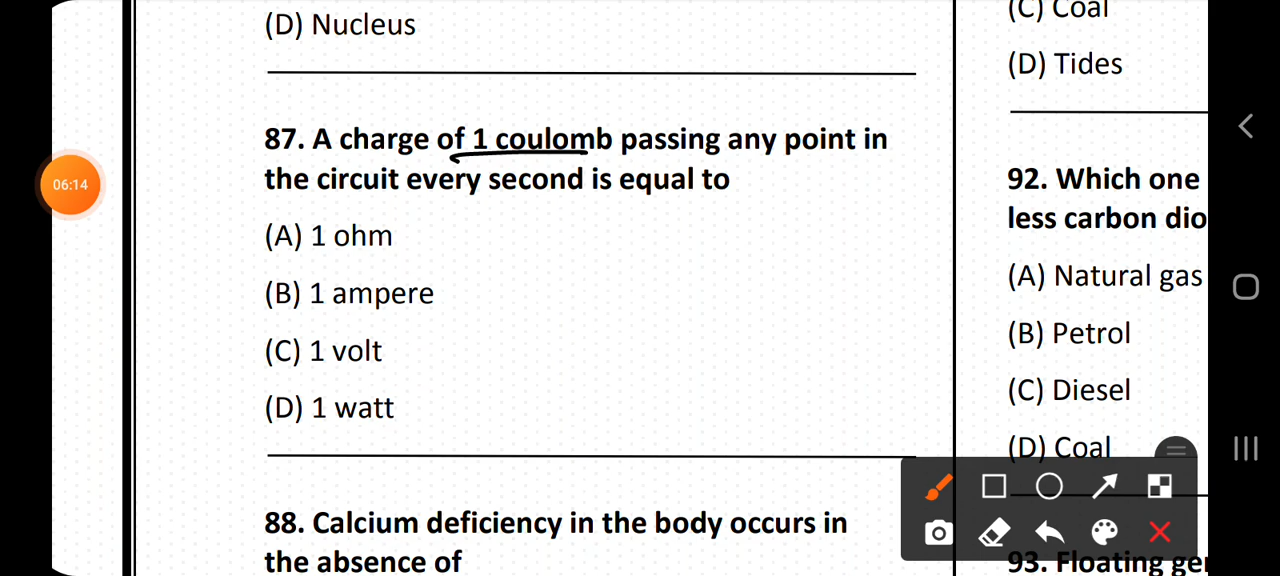 (D) Nucleus
87. A charge of 1 coulomb passing any point in
the circuit every second is equal to
(A) 1 ohm
(B) 1 ampere
(C) 1 volt
(D) 1 watt
88. Calcium deficiency in the body occurs in
the absence of
(C) Coal
(D) Tides
92. Which one
less carbon dio
(A) Natural gas
(B) Petrol
(C) Diesel
(D) Coal
93. Floating ge
06:14